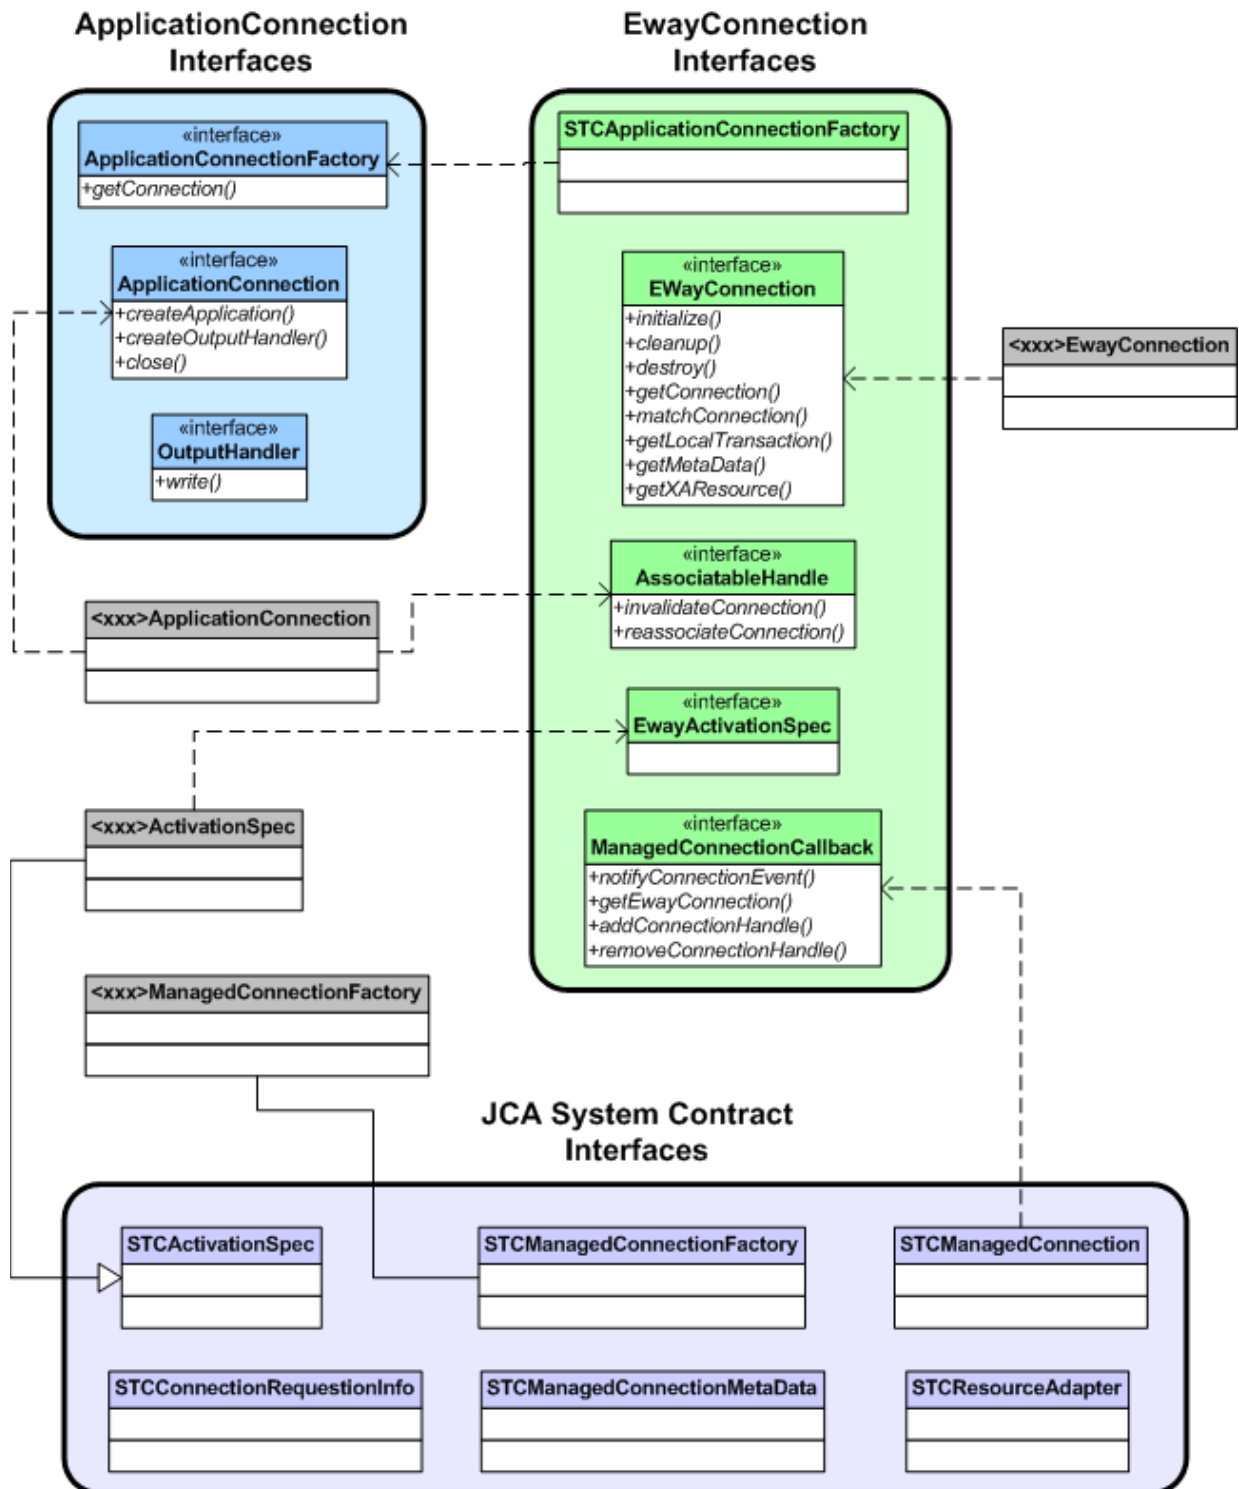 ApplicationConnection
Interfaces
«interface»
ApplicationConnectionFactory
+getConnection()
«interface»
ApplicationConnection
+createApplication()
+createOutputHandler()
+close()
«interface»
OutputHandler
+write()
EwayConnection
Interfaces
STCApplicationConnectionFactory
«interface»
EWayConnection
+initialize()
+cleanup()
+destroy()
+getConnection()
+matchConnection()
+getLocalTransaction()
+getMetaData()
+getXAResource()
«interface»
AssociatableHandle
+invalidateConnection()
+reassociateConnection()
«interface»
EwayActivationSpec
«interface»
ManagedConnectionCallback
+notifyConnectionEvent()
+getEwayConnection()
+addConnectionHandle()
+removeConnectionHandle()
<xxx>EwayConnection
<xxx>ApplicationConnection
<xxx>ActivationSpec
<xxx>ManagedConnectionFactory
JCA System Contract
Interfaces
STCActivationSpec
STCManagedConnectionFactory
STCManagedConnection
STCConnectionRequestionInfo
STCManagedConnectionMetaData
STCResourceAdapter